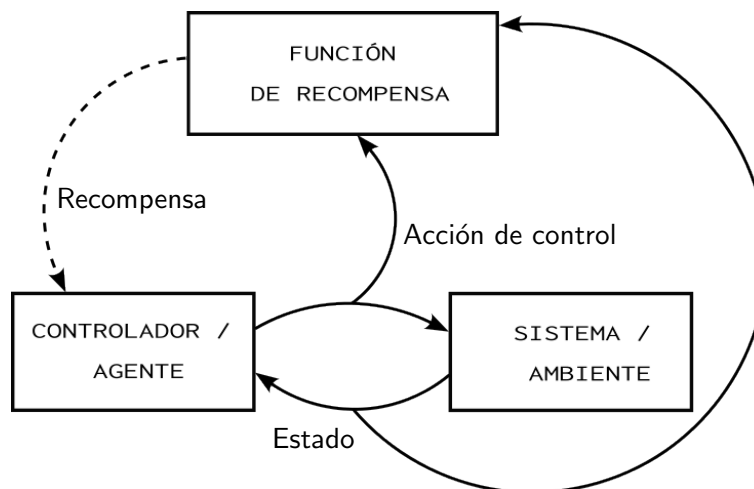 FUNCIÓN
DE RECOMPENSA
Recompensa
Acción de control
CONTROLADOR /
AGENTE
SISTEMA /
AMBIENTE
Estado